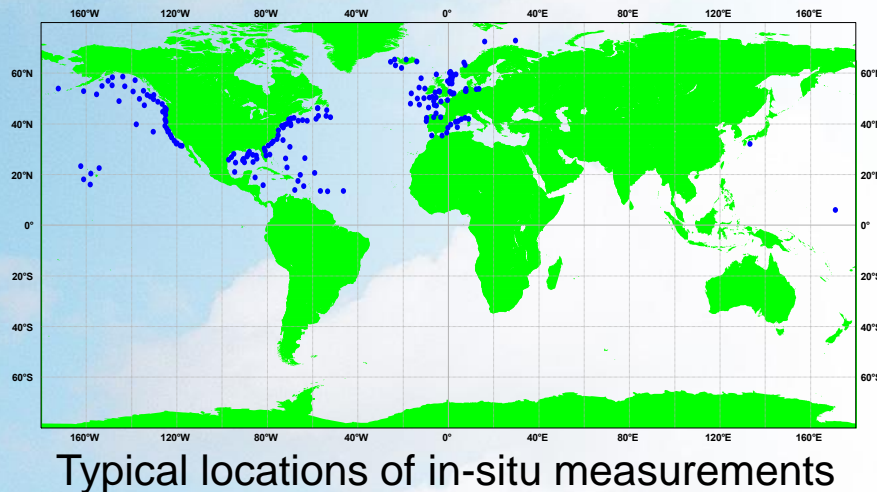 160°W 120°W 80°W 40°W 0° 40°E 80°E 120°E 160°E
60°N 60°N
40°N 40°N
20°N 20°N
0° 0°
20°S 20°S
40°S 40°S
60°S 60°S
160°W 120°W 80°W 40°W 0° 40°E 80°E 120°E 160°E
Typical locations of in-situ measurements